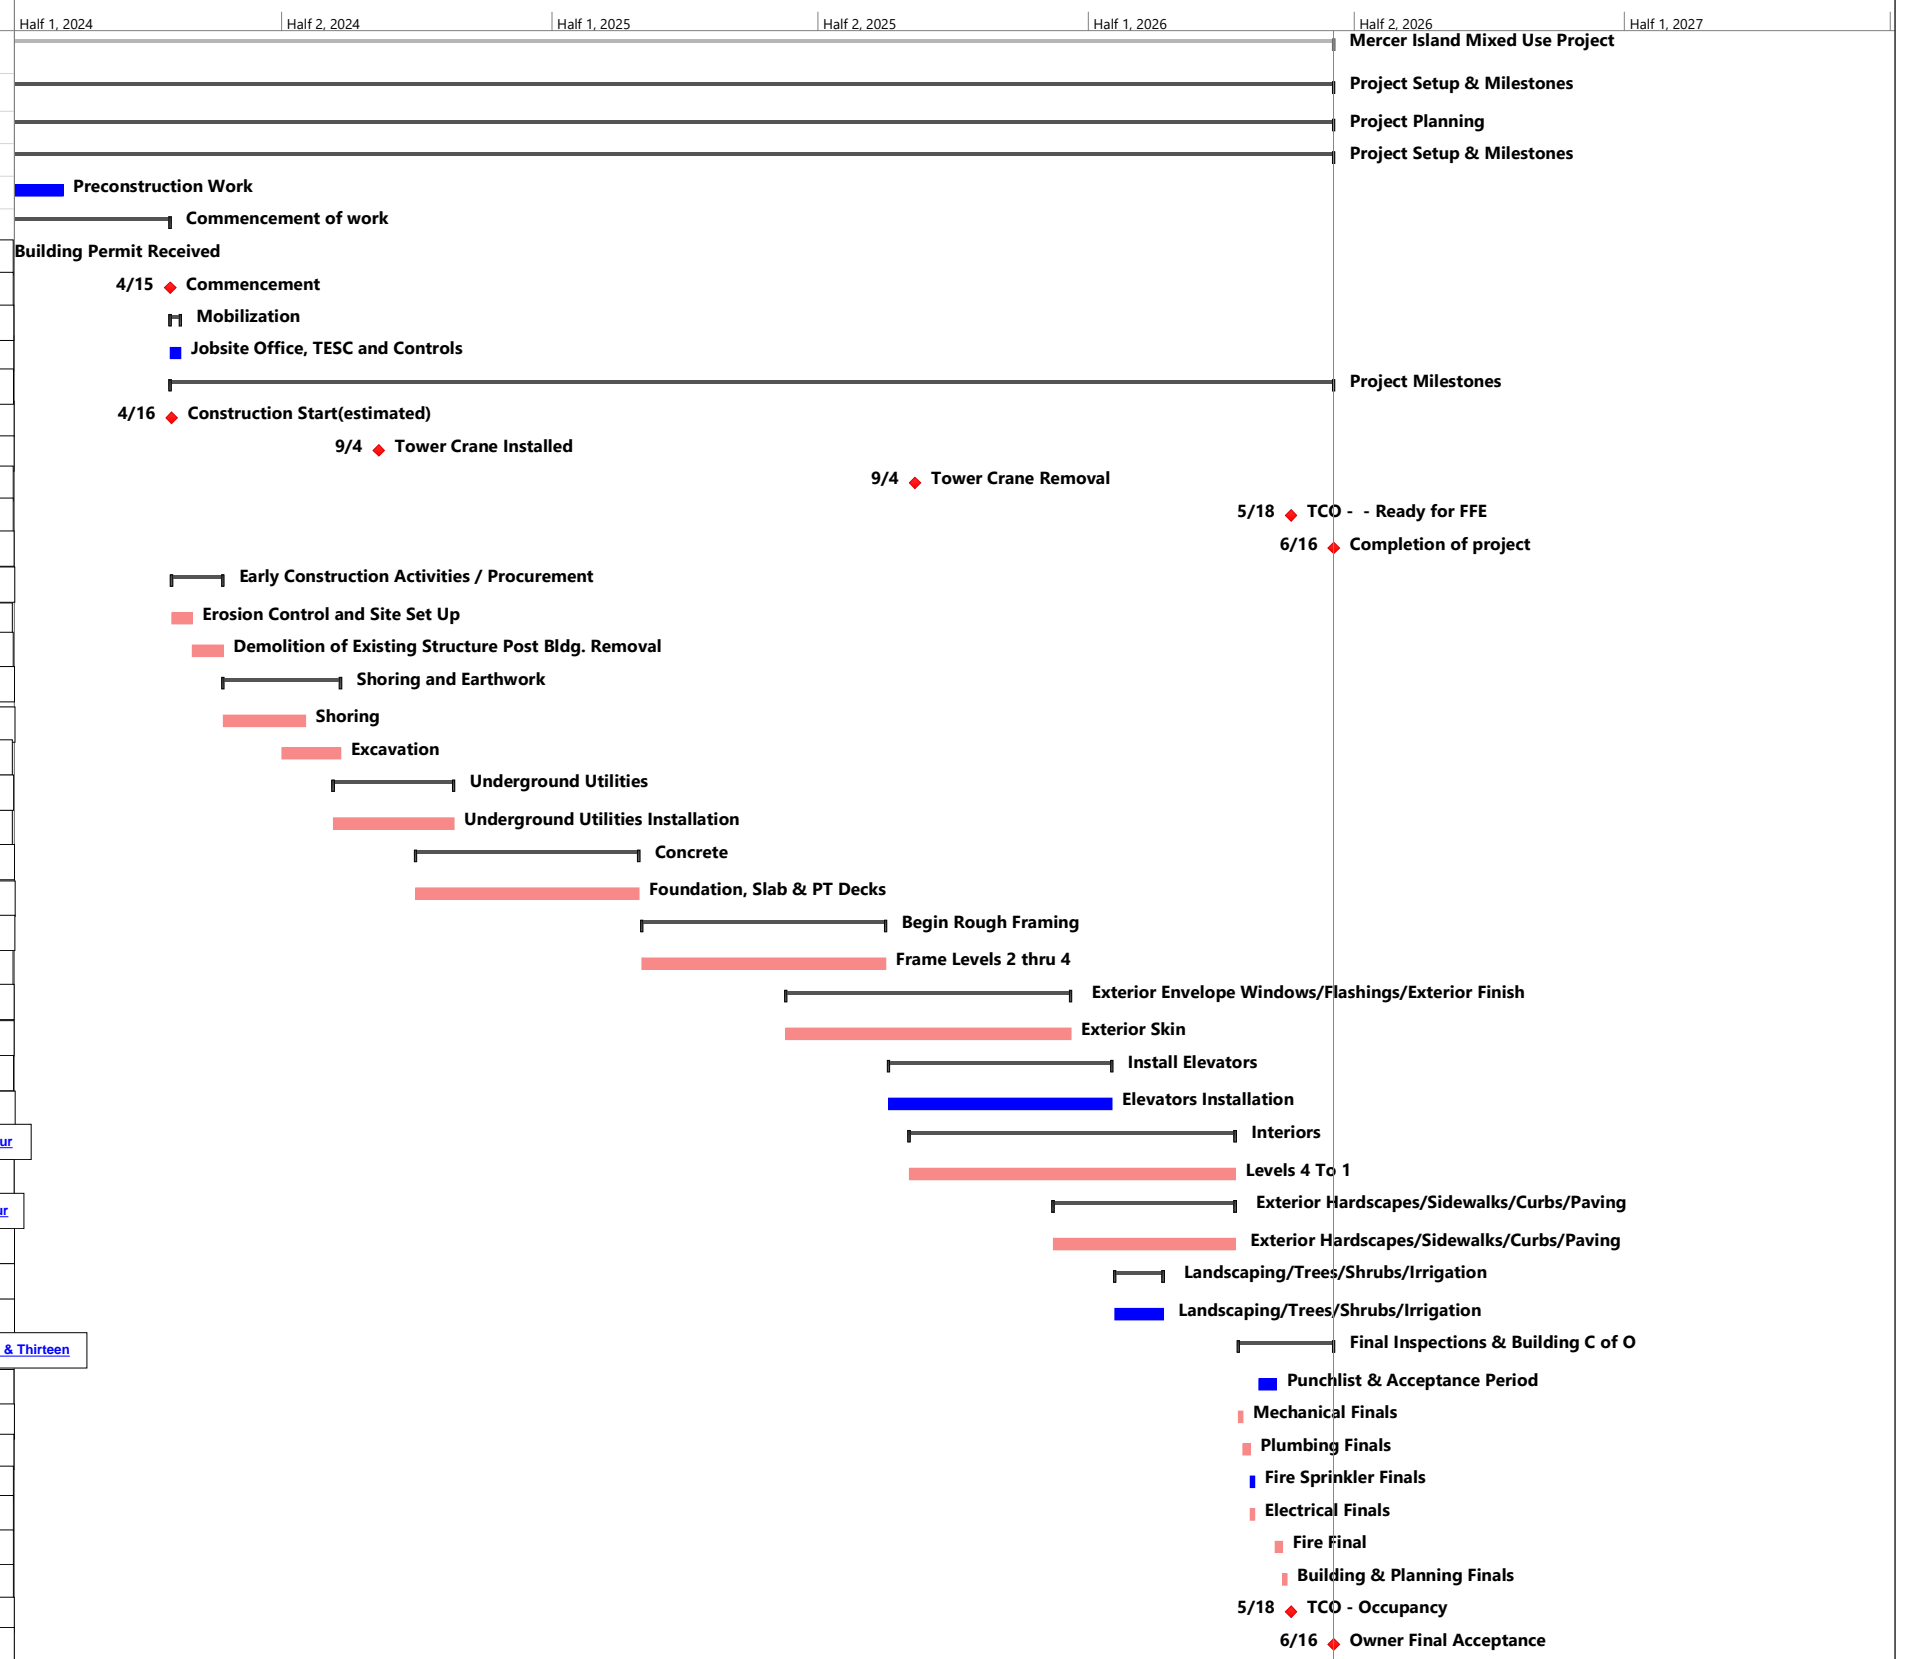 Half 1, 2024 Half 2, 2024 Half 1, 2025 Half 2, 2025 Half 1, 2026 Half 2, 2026 Half 1, 2027
Mercer Island Mixed Use Project
Project Setup & Milestones
Project Planning
Project Setup & Milestones
Preconstruction Work
Commencement of work
Building Permit Received
4/15 Commencement
Mobilization
Jobsite Office, TESC and Controls
Project Milestones
4/16 Construction Start(estimated)
9/4 Tower Crane Installed
9/4 Tower Crane Removal
5/18 TCO - - Ready for FFE
6/16 Completion of project
Early Construction Activities / Procurement
Erosion Control and Site Set Up
Demolition of Existing Structure Post Bldg. Removal
Shoring and Earthwork
Shoring
Excavation
Underground Utilities
Underground Utilities Installation
Concrete
Foundation, Slab & PT Decks
Begin Rough Framing
Frame Levels 2 thru 4
Exterior Envelope Windows/Flashings/Exterior Finish
Exterior Skin
Install Elevators
Elevators Installation
ur Interiors
Levels 4 To 1
ur Exterior Hardscapes/Sidewalks/Curbs/Paving
Exterior Hardscapes/Sidewalks/Curbs/Paving
Landscaping/Trees/Shrubs/Irrigation
Landscaping/Trees/Shrubs/Irrigation
& Thirteen Final Inspections & Building C of O
Punchlist & Acceptance Period
Mechanical Finals
Plumbing Finals
Fire Sprinkler Finals
Electrical Finals
Fire Final
Building & Planning Finals
5/18 TCO - Occupancy
6/16 Owner Final Acceptance